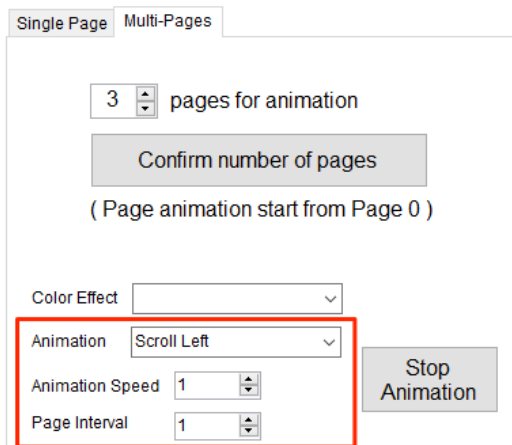 Single Page Multi-Pages
3 pages for animation
Confirm number of pages
( Page animation start from Page 0 )
Color Effect
Animation Scroll Left
Animation Speed 1
Page Interval 1
Stop
Animation